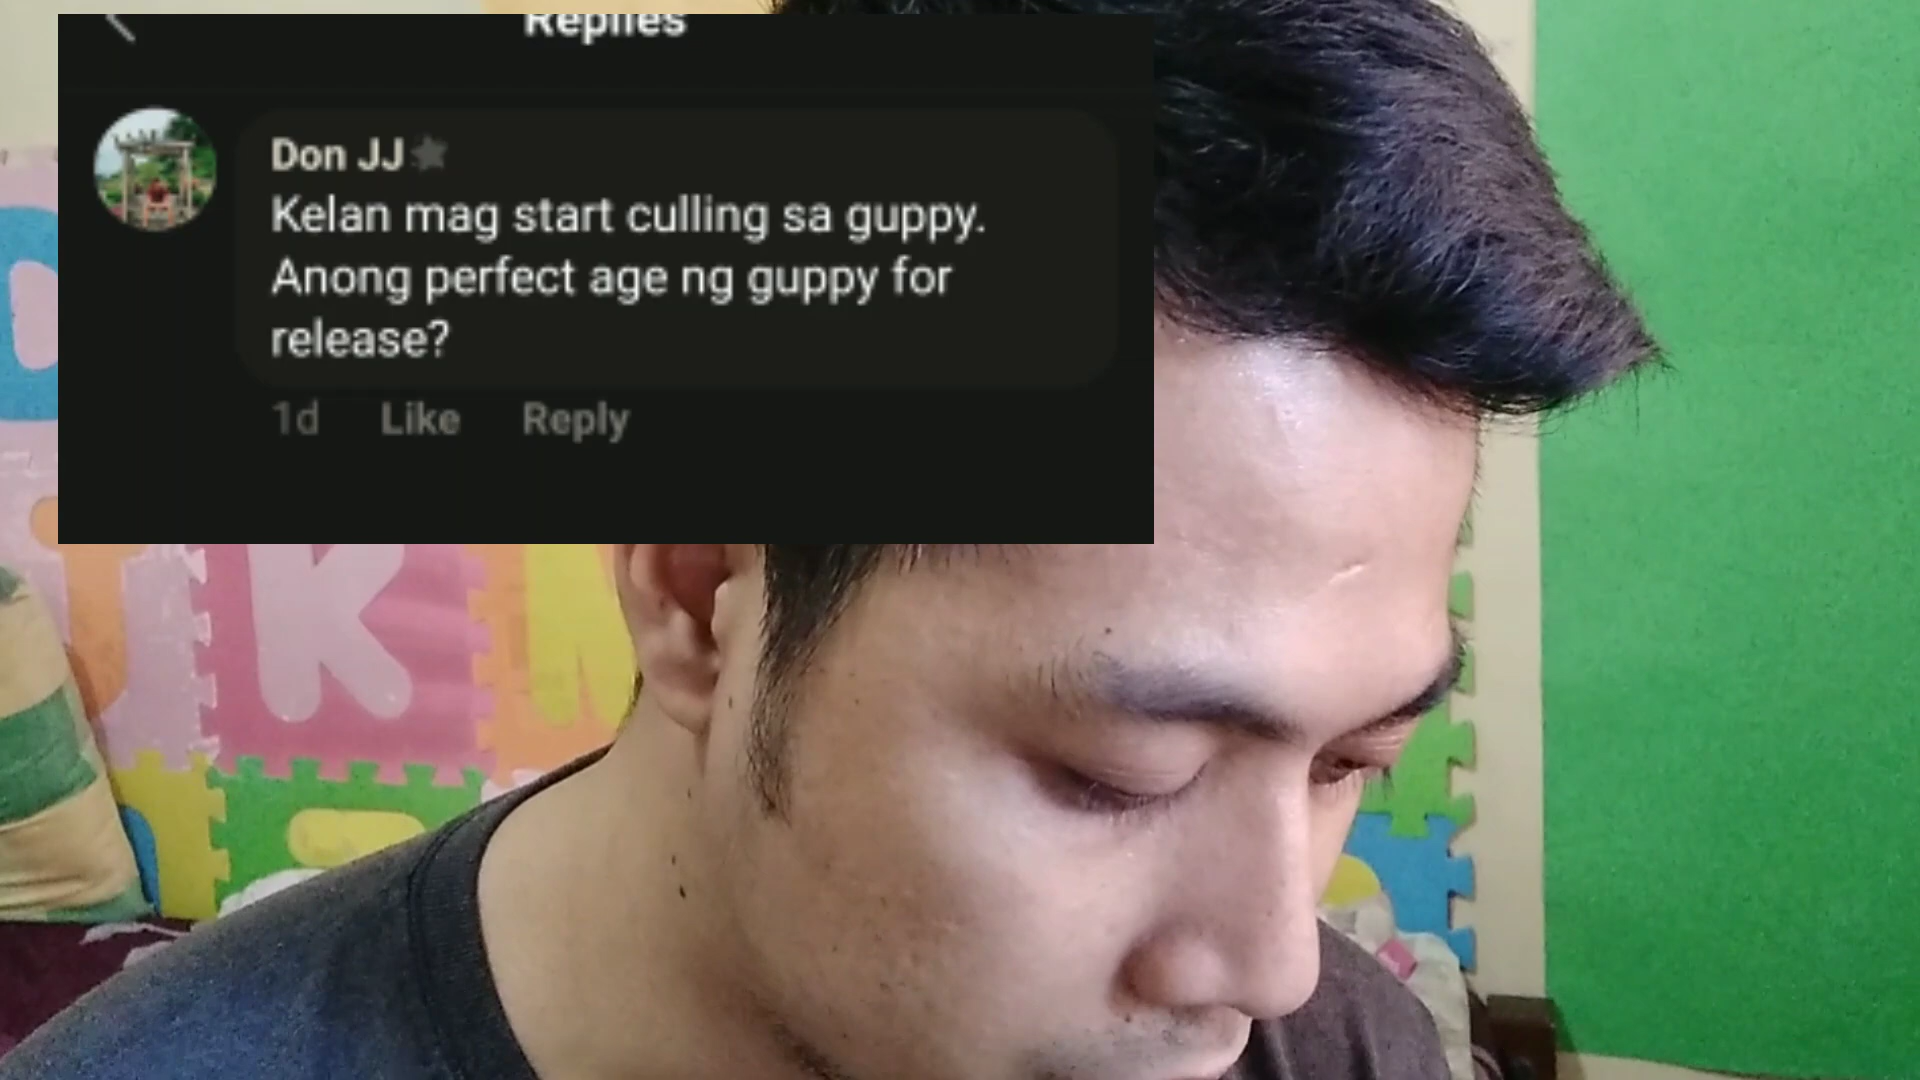 Replies
Don JJ
Kelan mag start culling sa guppy.
Anong perfect age ng guppy for
release?
1d Like Reply
K